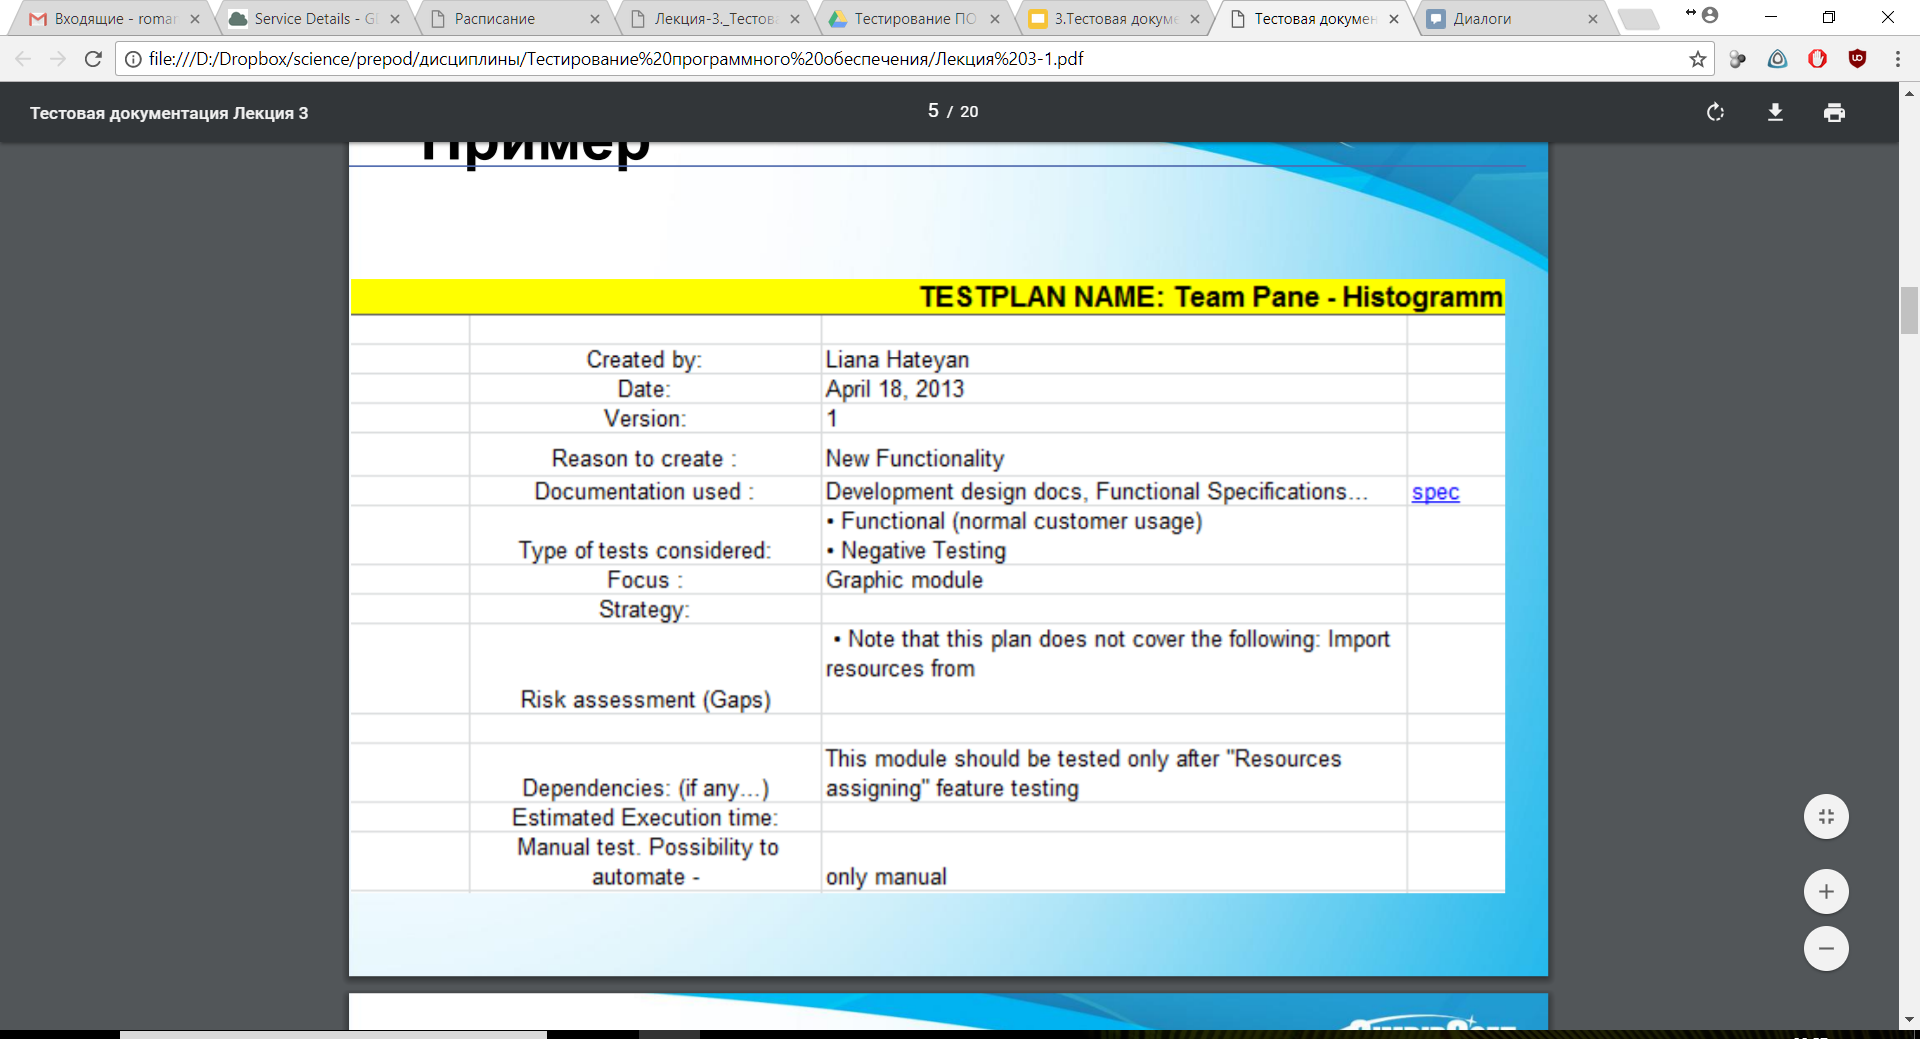 Входящие - romar
Service Details - G
Расписание
Лекция-3._Тестов
Тестирование ПО
3.Тестовая докуме
Тестовая докумен
Диалоги
file:///D:/Dropbox/science/prepod/дисциплины/Тестирование%20программного%20обеспечения/Лекция%203-1.pdf
Тестовая документация Лекция 3
5 / 20
Пример
TESTPLAN NAME: Team Pane - Histogramm
Created by: Liana Hateyan
Date: April 18, 2013
Version: 1
Reason to create : New Functionality
Documentation used : Development design docs, Functional Specifications... spec
• Functional (normal customer usage)
Type of tests considered: • Negative Testing
Focus : Graphic module
Strategy:
• Note that this plan does not cover the following: Import
resources from
Risk assessment (Gaps)
This module should be tested only after "Resources
Dependencies: (if any...) assigning" feature testing
Estimated Execution time:
Manual test. Possibility to
automate - only manual